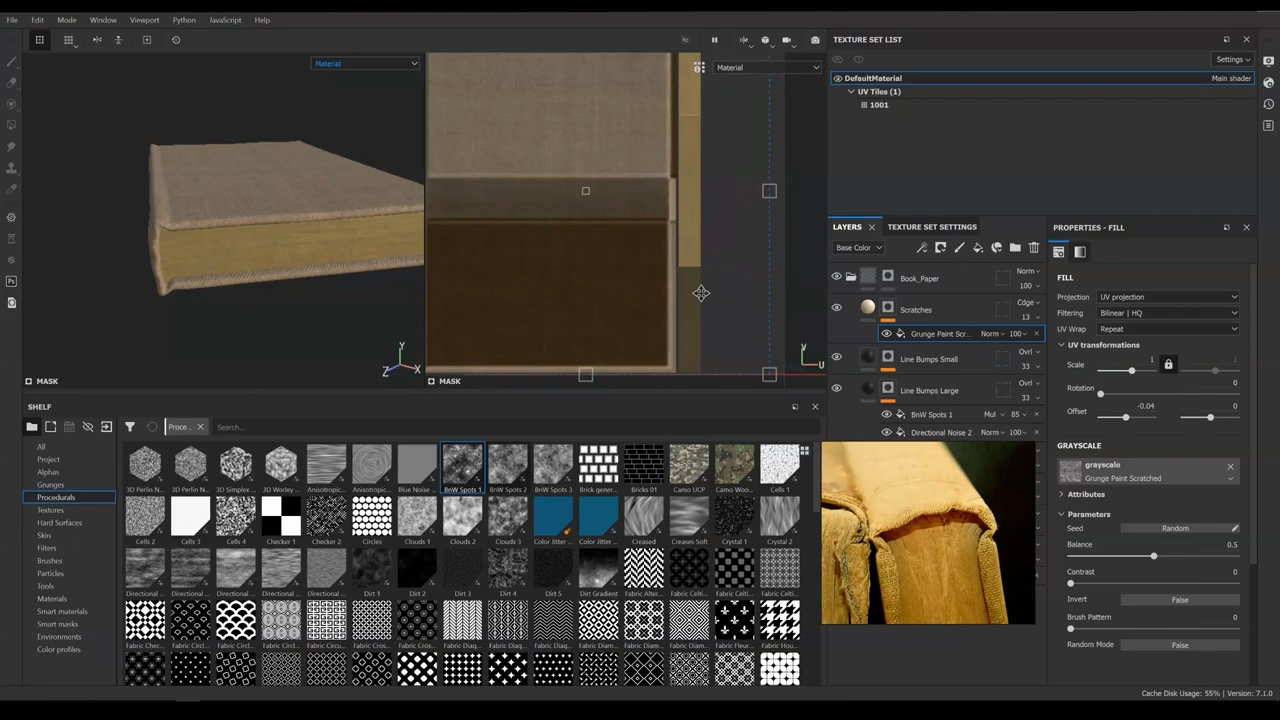 File Edit Mode Window Viewport Python JavaScript Help
Material
Material
TEXTURE SET LIST
Settings
DefaultMaterial Main shader
UV Tiles (1)
1001
LAYERS TEXTURE SET SETTINGS
Base Color
Book_Paper Norm
100
Scratches Cdge
13
Grunge Paint Scr... Norm 100
Line Bumps Small Ovrl
33
Line Bumps Large Ovrl
33
BnW Spots 1 Mul 85
Directional Noise 2 Norm 100
PROPERTIES - FILL
FILL
Projection UV projection
Filtering Bilinear | HQ
UV Wrap Repeat
UV transformations
Scale 1 1
Rotation 0
Offset -0.04 0
GRAYSCALE
grayscale
Grunge Paint Scratched
Attributes
Parameters
Seed Random
Balance 0.5
Contrast 0
Invert False
Brush Pattern 0
Random Mode False
Y
Z X
V
U
MASK
MASK
SHELF
Proce... Search...
All
Project
Alphas
Grunges
Procedurals
Textures
Hard Surfaces
Skin
Filters
Brushes
Particles
Tools
Materials
Smart materials
Smart masks
Environments
Color profiles
3D Perlin N... 3D Perlin N... 3D Simplex ... 3D Worley ... Anisotropic... Anisotropic... Blue Noise ... BnW Spots 1 BnW Spots 2 BnW Spots 3 Brick gener... Bricks 01 Camo UCP Camo Woo... Cells 1
Cells 2 Cells 3 Cells 4 Checker 1 Checker 2 Circles Clouds 1 Clouds 2 Clouds 3 Color Jitter ... Color Jitter ... Creased Creases Soft Crystal 1 Crystal 2
Directional ... Directional ... Directional ... Directional ... Directional ... Dirt 1 Dirt 2 Dirt 3 Dirt 4 Dirt 5 Dirt Gradient Fabric Alter... Fabric Celti... Fabric Celti... Fabric Celti...
Fabric Chec... Fabric Circl... Fabric Circl... Fabric Circl... Fabric Circu... Fabric Croi... Fabric Cros... Fabric Diam... Fabric Diam... Fabric Diam... Fabric Diam... Fabric Diam... Fabric Diam... Fabric Fleur... Fabric Hou...
Cache Disk Usage: 55% | Version: 7.1.0